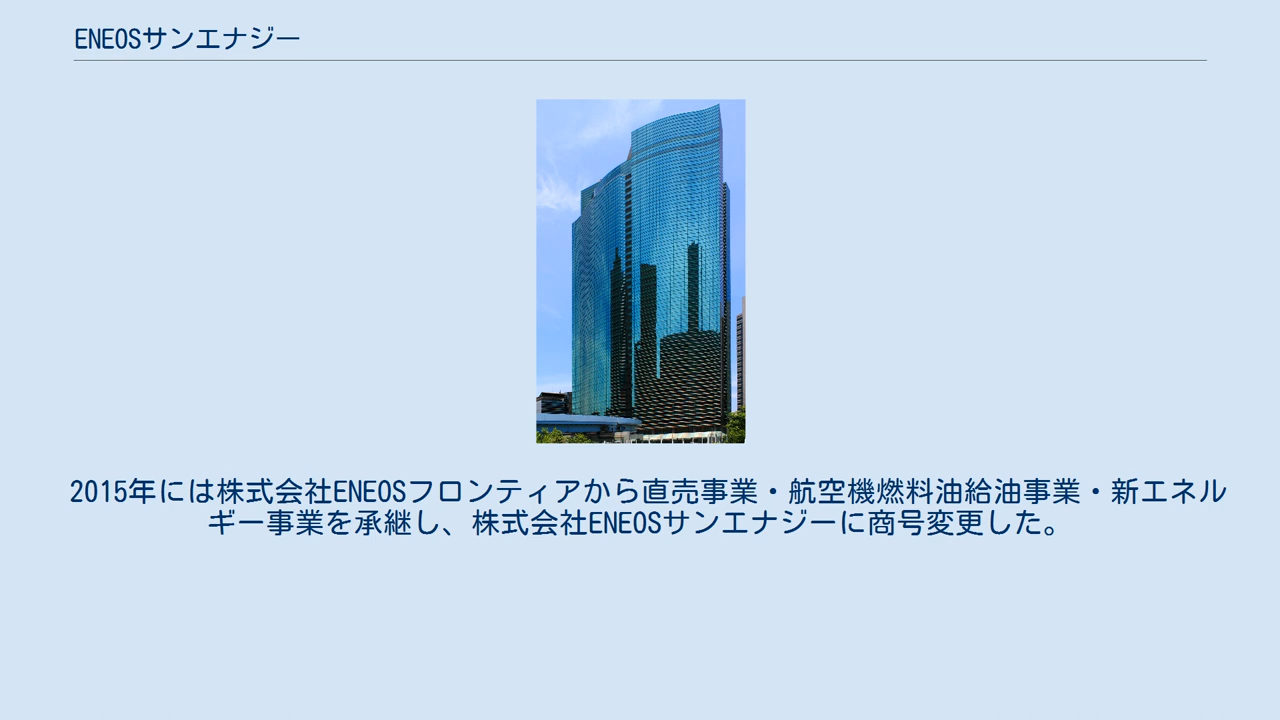 ENEOSサンエナジー
2015年には株式会社ENEOSフロンティアから直売事業・航空機燃料油給油事業・新エネル
ギー事業を承継し、株式会社ENEOSサンエナジーに商号変更した。